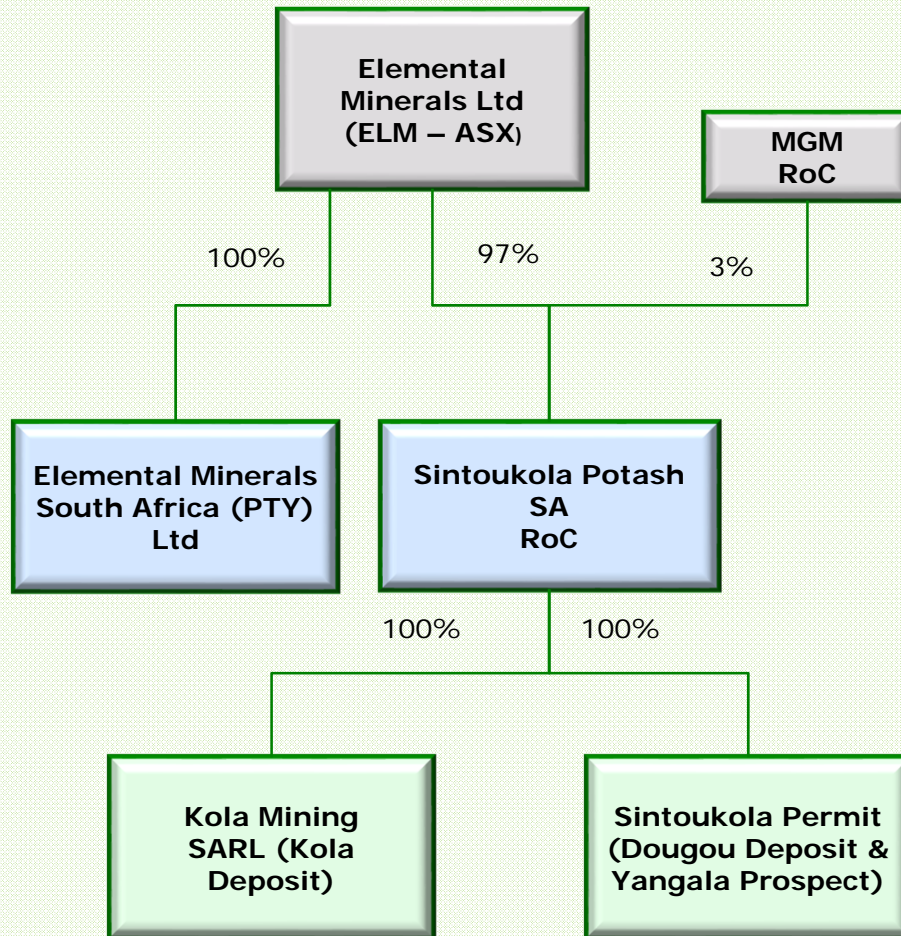 Elemental
Minerals Ltd
(ELM – ASX)
MGM
RoC
100%
97%
3%
Elemental Minerals
South Africa (PTY)
Ltd
Sintoukola Potash
SA
RoC
100%
100%
Kola Mining
SARL (Kola
Deposit)
Sintoukola Permit
(Dougou Deposit &
Yangala Prospect)